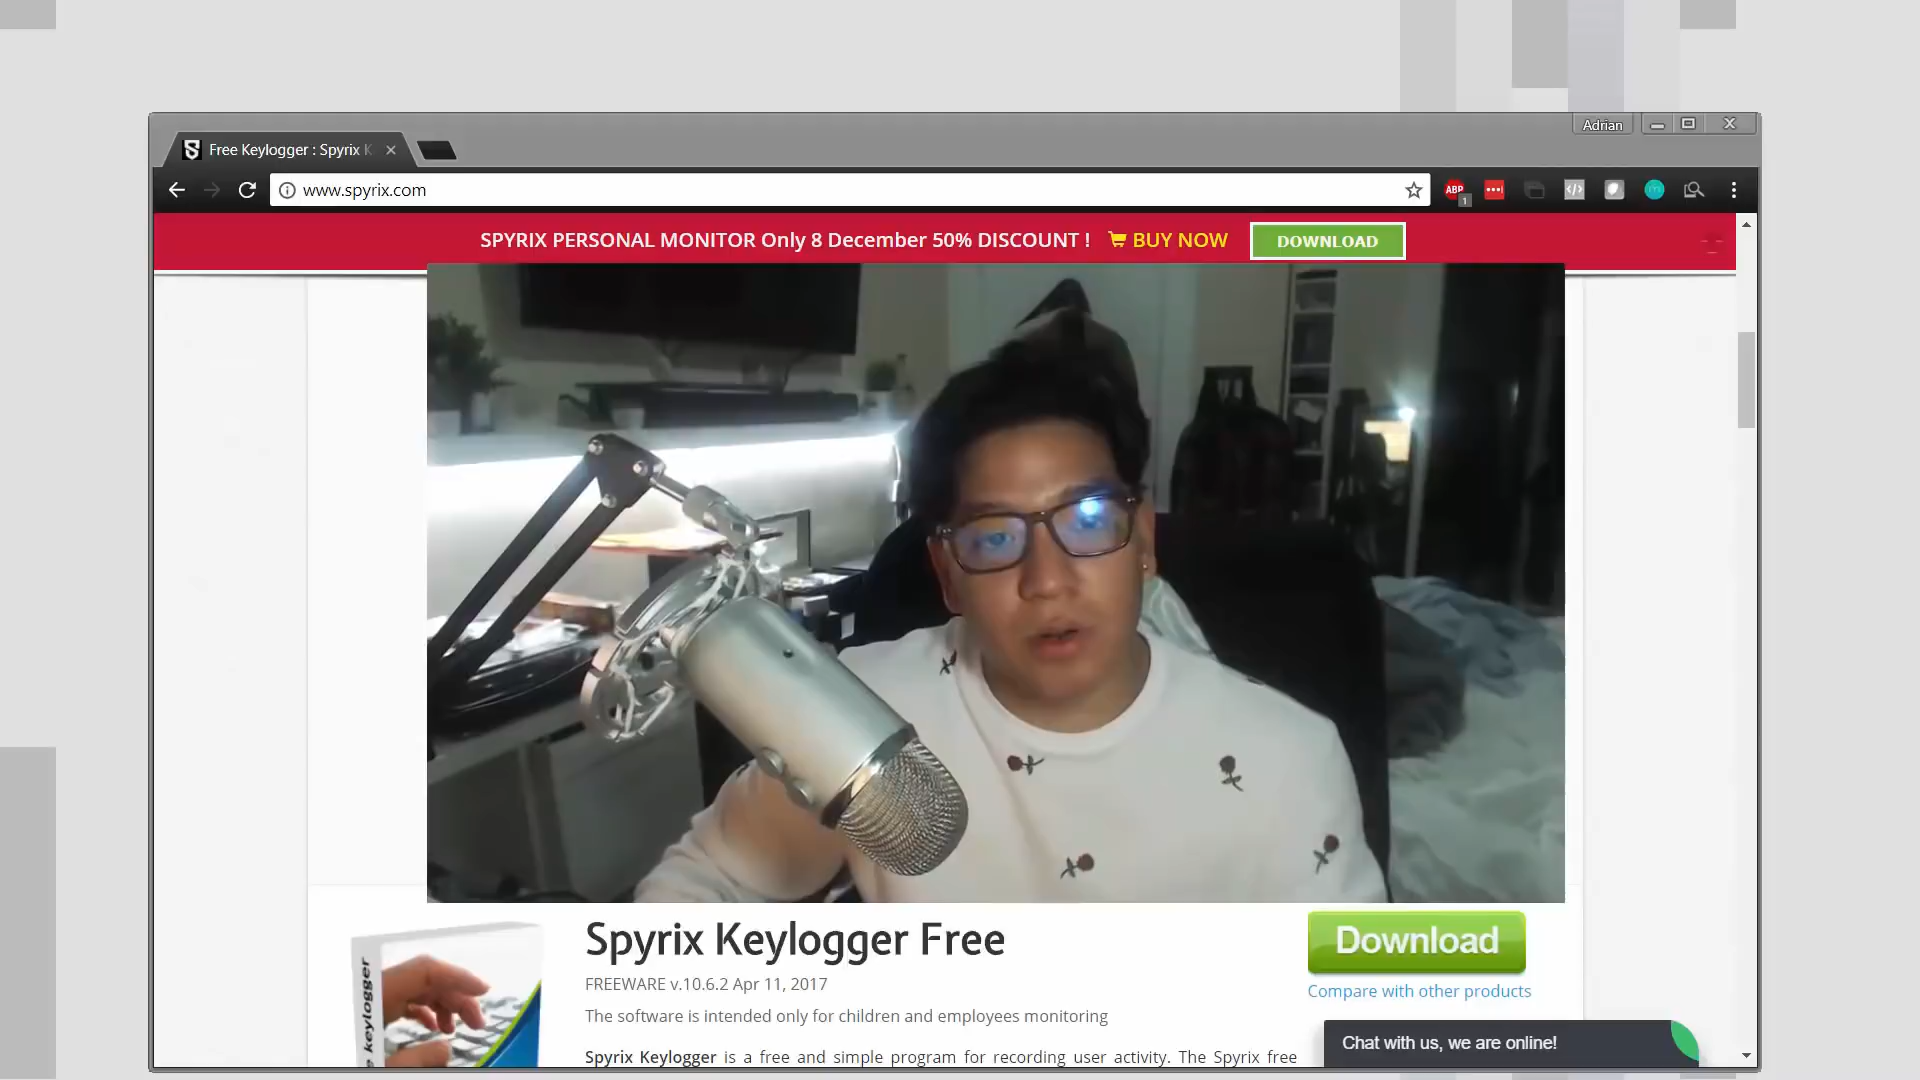 Adrian
Free Keylogger : Spyrix K
www.spyrix.com
ABP
1
SPYRIX PERSONAL MONITOR Only 8 December 50% DISCOUNT ! BUY NOW DOWNLOAD
Spyrix Keylogger Free
Download
FREEWARE v.10.6.2 Apr 11, 2017
Compare with other products
The software is intended only for children and employees monitoring
Spyrix Keylogger is a free and simple program for recording user activity. The Spyrix free
Chat with us, we are online!
e keylogger